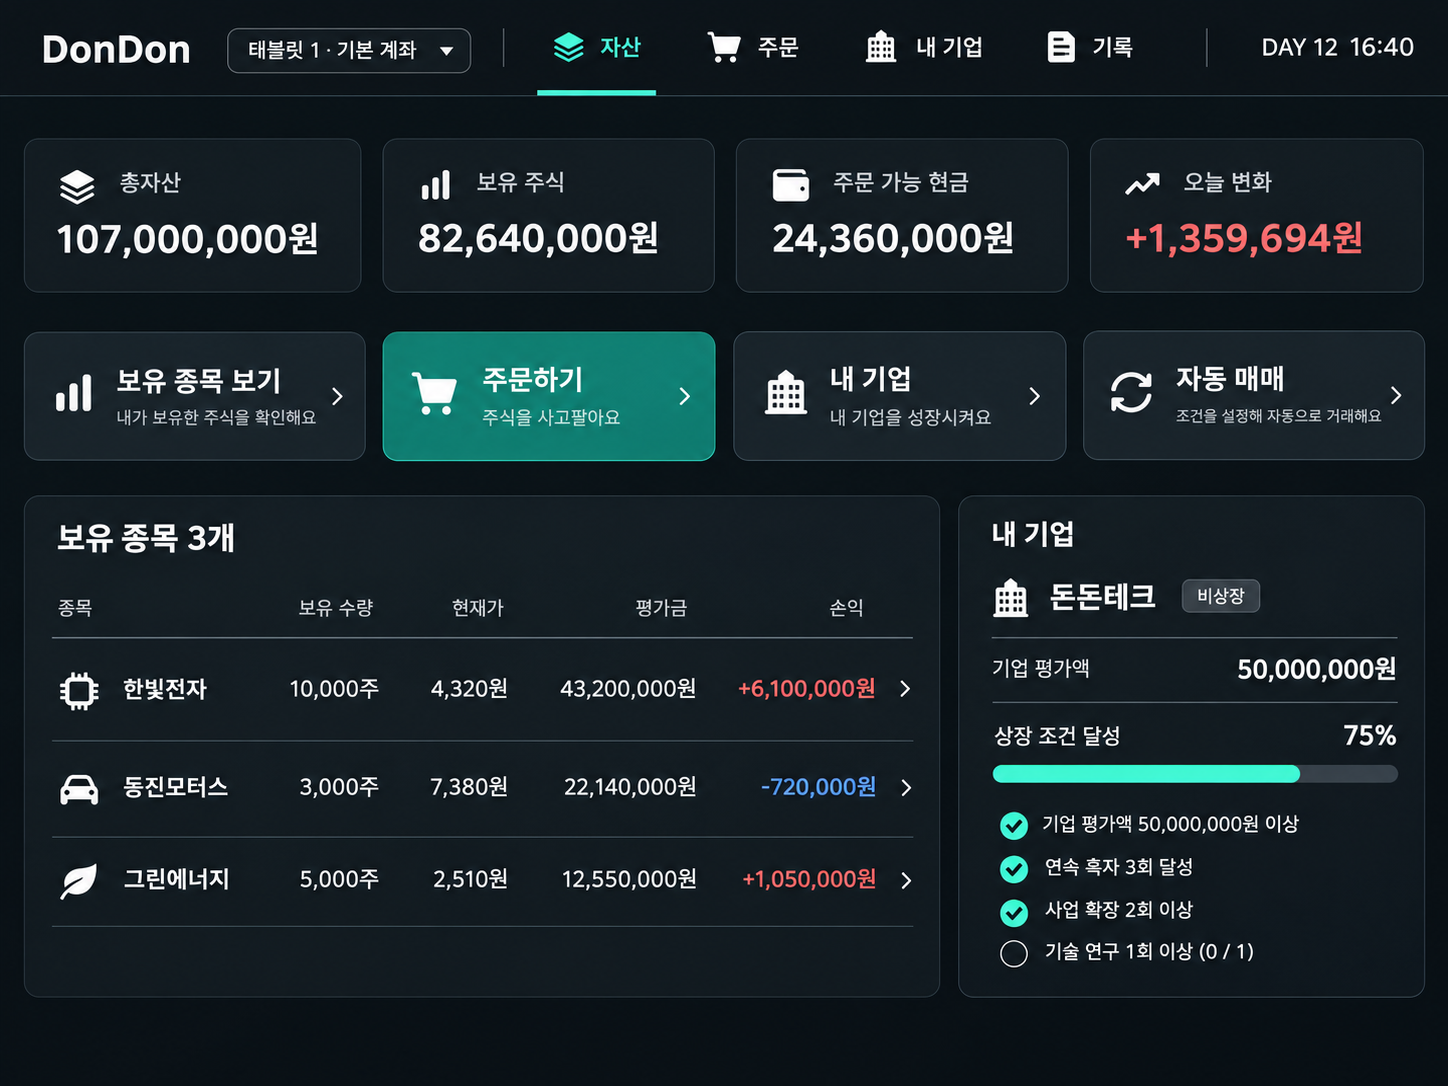 DonDon
태블릿 1 · 기본 계좌
자산
주문
내 기업
기록
DAY 12 16:40
총자산
107,000,000원
보유 주식
82,640,000원
주문 가능 현금
24,360,000원
오늘 변화
+1,359,694원
보유 종목 보기
내가 보유한 주식을 확인해요
주문하기
주식을 사고팔아요
내 기업
내 기업을 성장시켜요
자동 매매
조건을 설정해 자동으로 거래해요
보유 종목 3개
종목 보유 수량 현재가 평가금 손익
한빛전자 10,000주 4,320원 43,200,000원 +6,100,000원
동진모터스 3,000주 7,380원 22,140,000원 -720,000원
그린에너지 5,000주 2,510원 12,550,000원 +1,050,000원
내 기업
돈돈테크 비상장
기업 평가액 50,000,000원
상장 조건 달성 75%
기업 평가액 50,000,000원 이상
연속 흑자 3회 달성
사업 확장 2회 이상
기술 연구 1회 이상 (0 / 1)